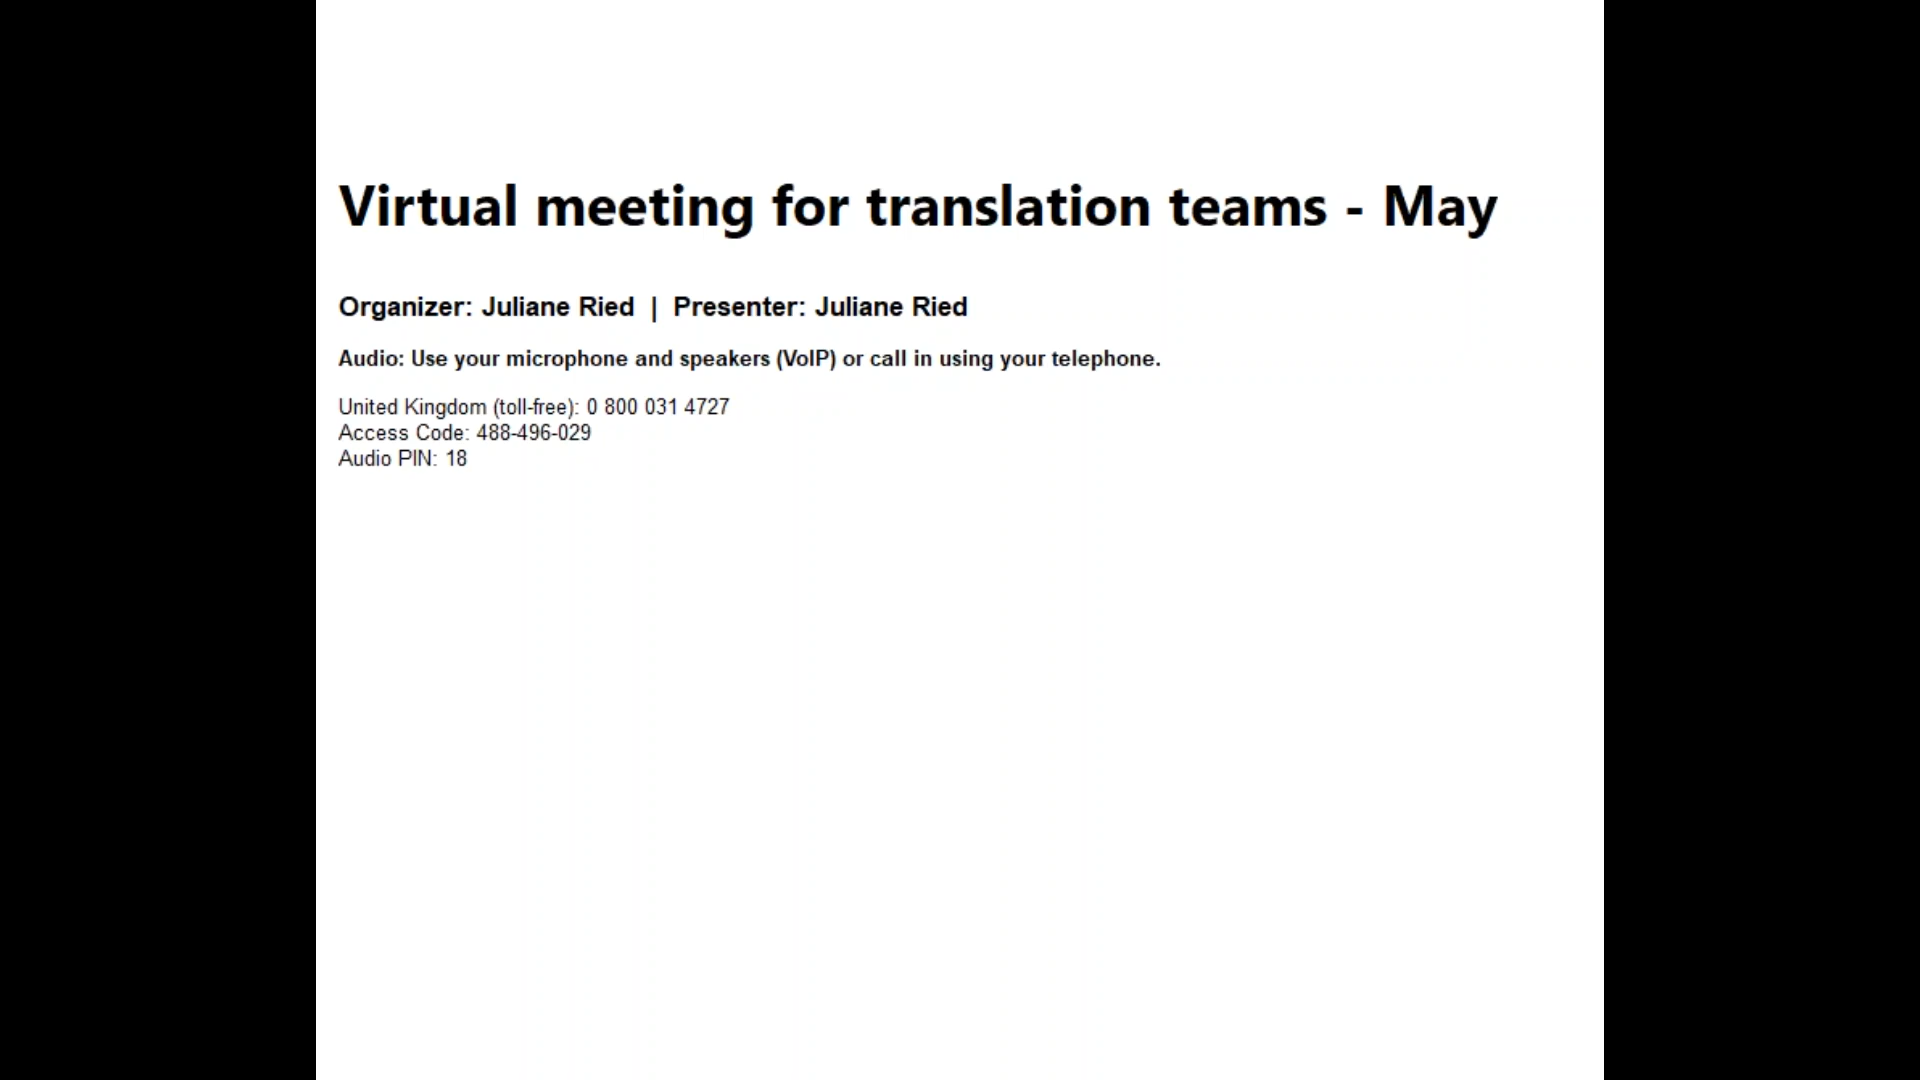 Virtual meeting for translation teams - May
Organizer: Juliane Ried | Presenter: Juliane Ried
Audio: Use your microphone and speakers (VoIP) or call in using your telephone.
United Kingdom (toll-free): 0 800 031 4727
Access Code: 488-496-029
Audio PIN: 18